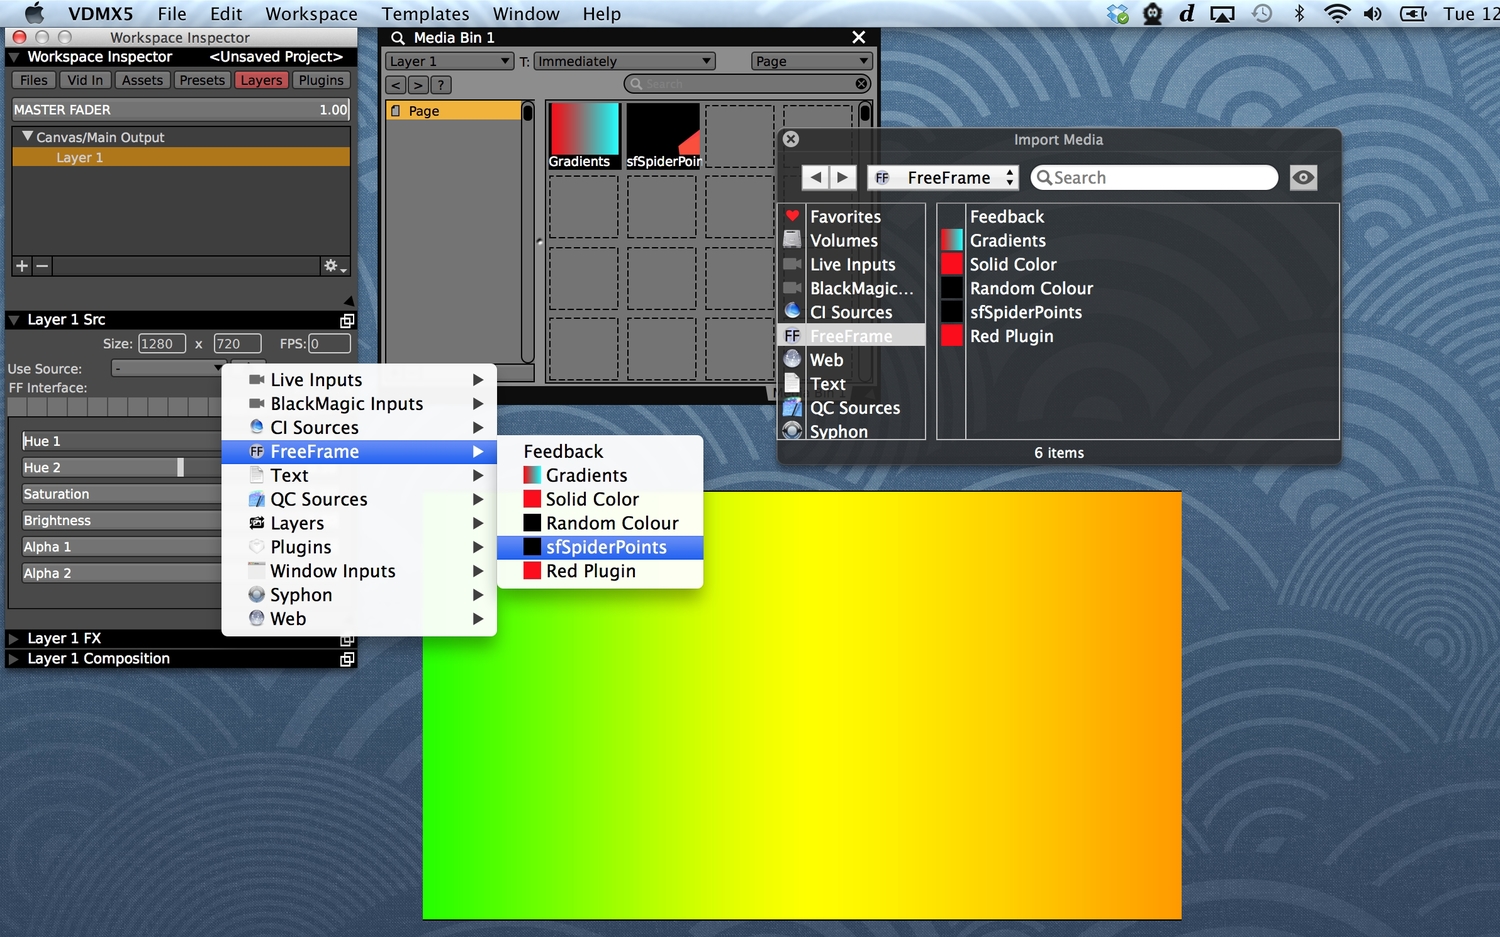 VDMX5 File Edit Workspace Templates Window Help
d Tue 12
Workspace Inspector
Workspace Inspector <Unsaved Project>
Files Vid In Assets Presets Layers Plugins
MASTER FADER 1.00
Canvas/Main Output
Layer 1
+ −
Layer 1 Src
Size: 1280 x 720 FPS: 0
Use Source: -
FF Interface:
Hue 1
Hue 2
Saturation
Brightness
Alpha 1
Alpha 2
Layer 1 FX
Layer 1 Composition
Media Bin 1
Layer 1 T: Immediately Page
< > ? Search
Page
Gradients sfSpiderPoin
Import Media
FF FreeFrame Search
Favorites
Volumes
Live Inputs
BlackMagic...
CI Sources
FF FreeFrame
Web
Text
QC Sources
Syphon
Feedback
Gradients
Solid Color
Random Colour
sfSpiderPoints
Red Plugin
6 items
Live Inputs
BlackMagic Inputs
CI Sources
FF FreeFrame
Text
QC Sources
Layers
Plugins
Window Inputs
Syphon
Web
Feedback
Gradients
Solid Color
Random Colour
sfSpiderPoints
Red Plugin